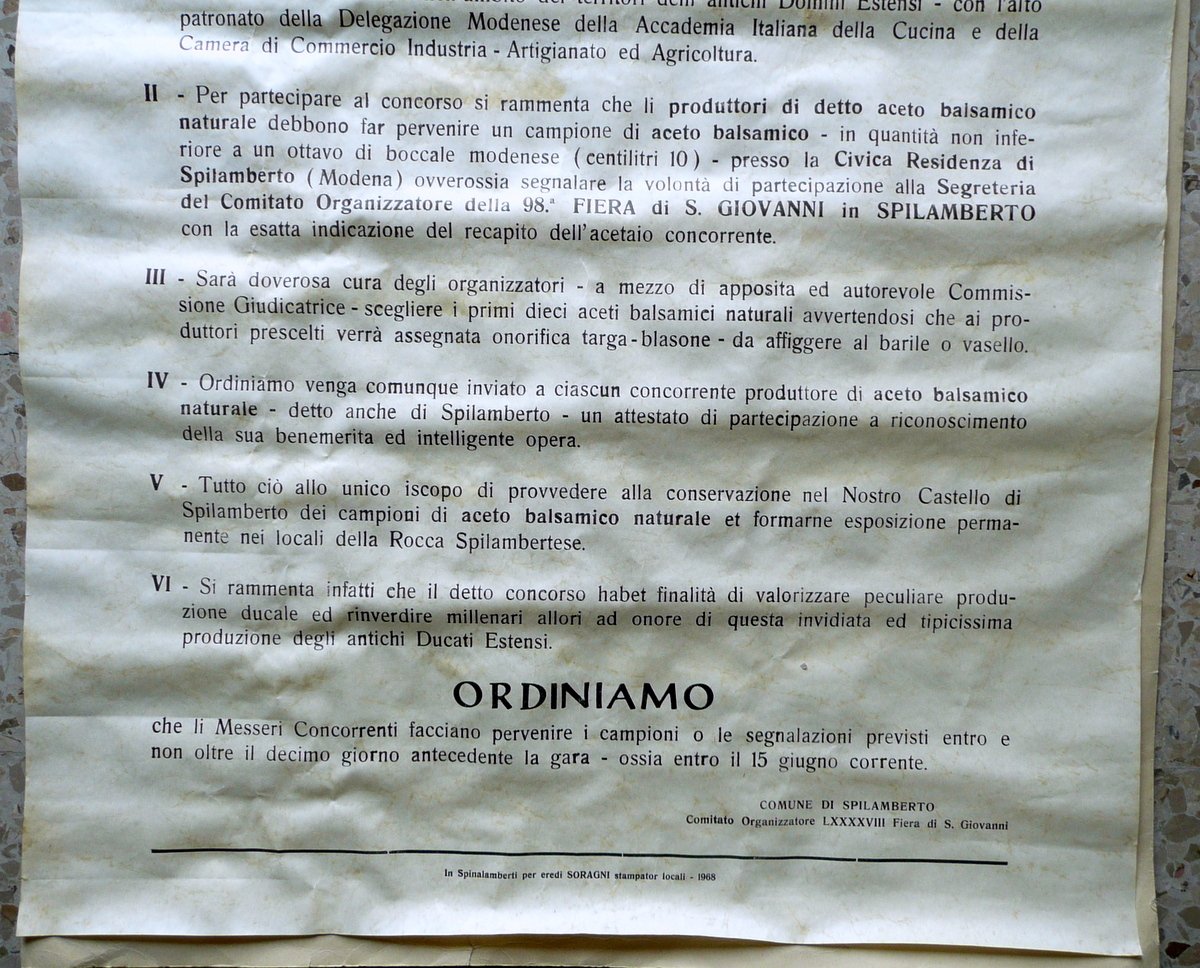 degli antichi Domini Estensi - con l'alto
patronato della Delegazione Modenese della Accademia Italiana della Cucina e della
Camera di Commercio Industria - Artigianato ed Agricoltura.
II - Per partecipare al concorso si rammenta che li produttori di detto aceto balsamico
naturale debbono far pervenire un campione di aceto balsamico - in quantità non infe-
riore a un ottavo di boccale modenese (centilitri 10) - presso la Civica Residenza di
Spilamberto (Modena) ovverossia segnalare la volontà di partecipazione alla Segreteria
del Comitato Organizzatore della 98.ª FIERA di S. GIOVANNI in SPILAMBERTO
con la esatta indicazione del recapito dell'acetaio concorrente.
III - Sarà doverosa cura degli organizzatori - a mezzo di apposita ed autorevole Commis-
sione Giudicatrice - scegliere i primi dieci aceti balsamici naturali avvertendosi che ai pro-
duttori prescelti verrà assegnata onorifica targa-blasone - da affiggere al barile o vasello.
IV - Ordiniamo venga comunque inviato a ciascun concorrente produttore di aceto balsamico
naturale - detto anche di Spilamberto - un attestato di partecipazione a riconoscimento
della sua benemerita ed intelligente opera.
V - Tutto ciò allo unico iscopo di provvedere alla conservazione nel Nostro Castello di
Spilamberto dei campioni di aceto balsamico naturale et formarne esposizione perma-
nente nei locali della Rocca Spilambertese.
VI - Si rammenta infatti che il detto concorso habet finalità di valorizzare peculiare produ-
zione ducale ed rinverdire millenari allori ad onore di questa invidiata ed tipicissima
produzione degli antichi Ducati Estensi.
ORDINIAMO
che li Messeri Concorrenti facciano pervenire i campioni o le segnalazioni previsti entro e
non oltre il decimo giorno antecedente la gara - ossia entro il 15 giugno corrente.
COMUNE DI SPILAMBERTO
Comitato Organizzatore LXXXXVIII Fiera di S. Giovanni
In Spinalamberti per eredi SORAGNI stampator locali - 1968